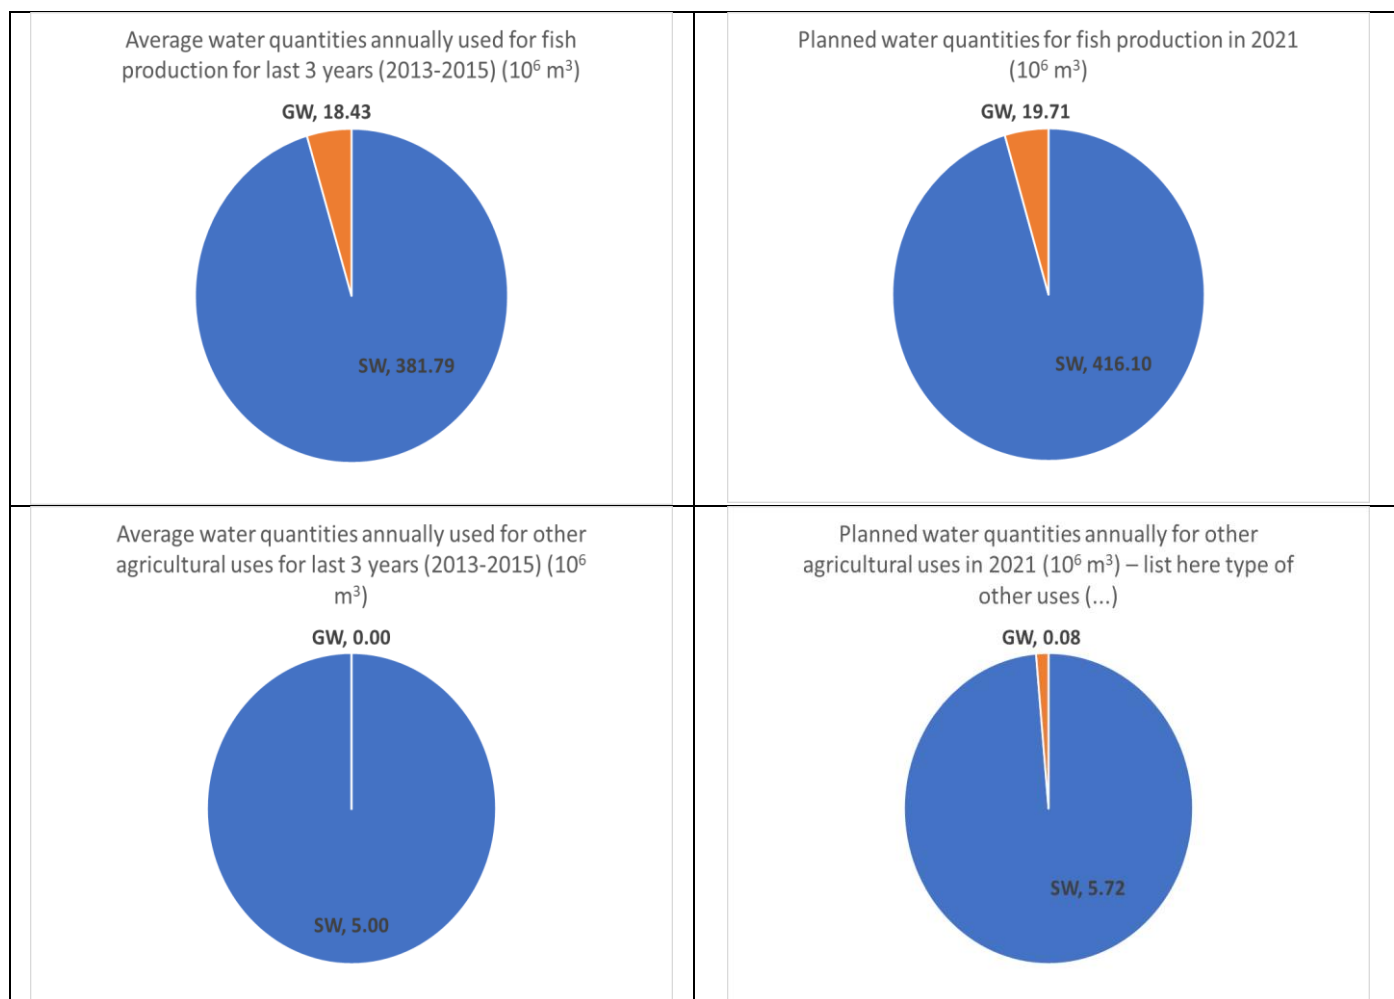 Average water quantities annually used for fish
production for last 3 years (2013-2015) (10⁶ m³)
GW, 18.43
SW, 381.79
Planned water quantities for fish production in 2021
(10⁶ m³)
GW, 19.71
SW, 416.10
Average water quantities annually used for other
agricultural uses for last 3 years (2013-2015) (10⁶
m³)
GW, 0.00
SW, 5.00
Planned water quantities annually for other
agricultural uses in 2021 (10⁶ m³) – list here type of
other uses (...)
GW, 0.08
SW, 5.72